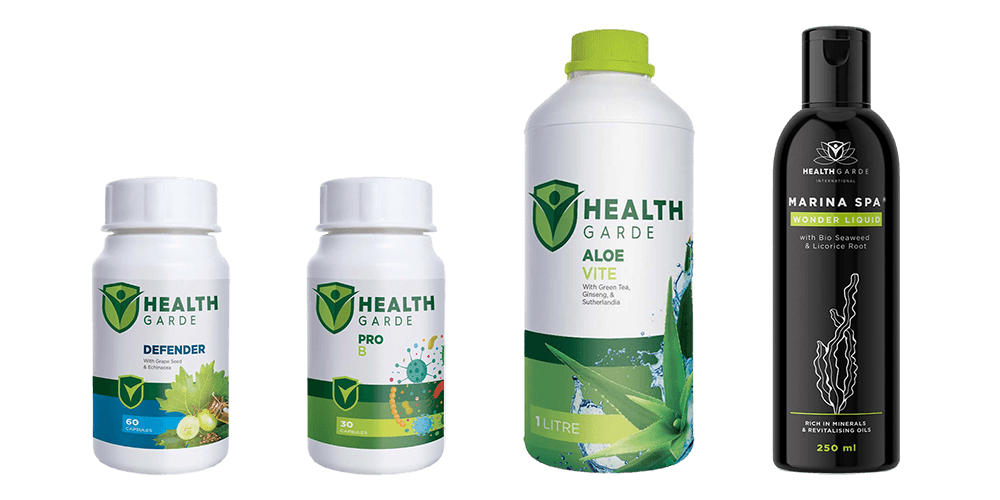 HEALTH
GARDE
DEFENDER
With Grape Seed
& Echinacea
60
CAPSULES
HEALTH
GARDE
PRO
B
30
CAPSULES
HEALTH
GARDE
ALOE
VITE
With Green Tea,
Ginseng, &
Sutherlandia
1 LITRE
HEALTHGARDE
INTERNATIONAL
MARINA SPA®
WONDER LIQUID
with Bio Seaweed
& Licorice Root
RICH IN MINERALS
& REVITALISING OILS
250 ml